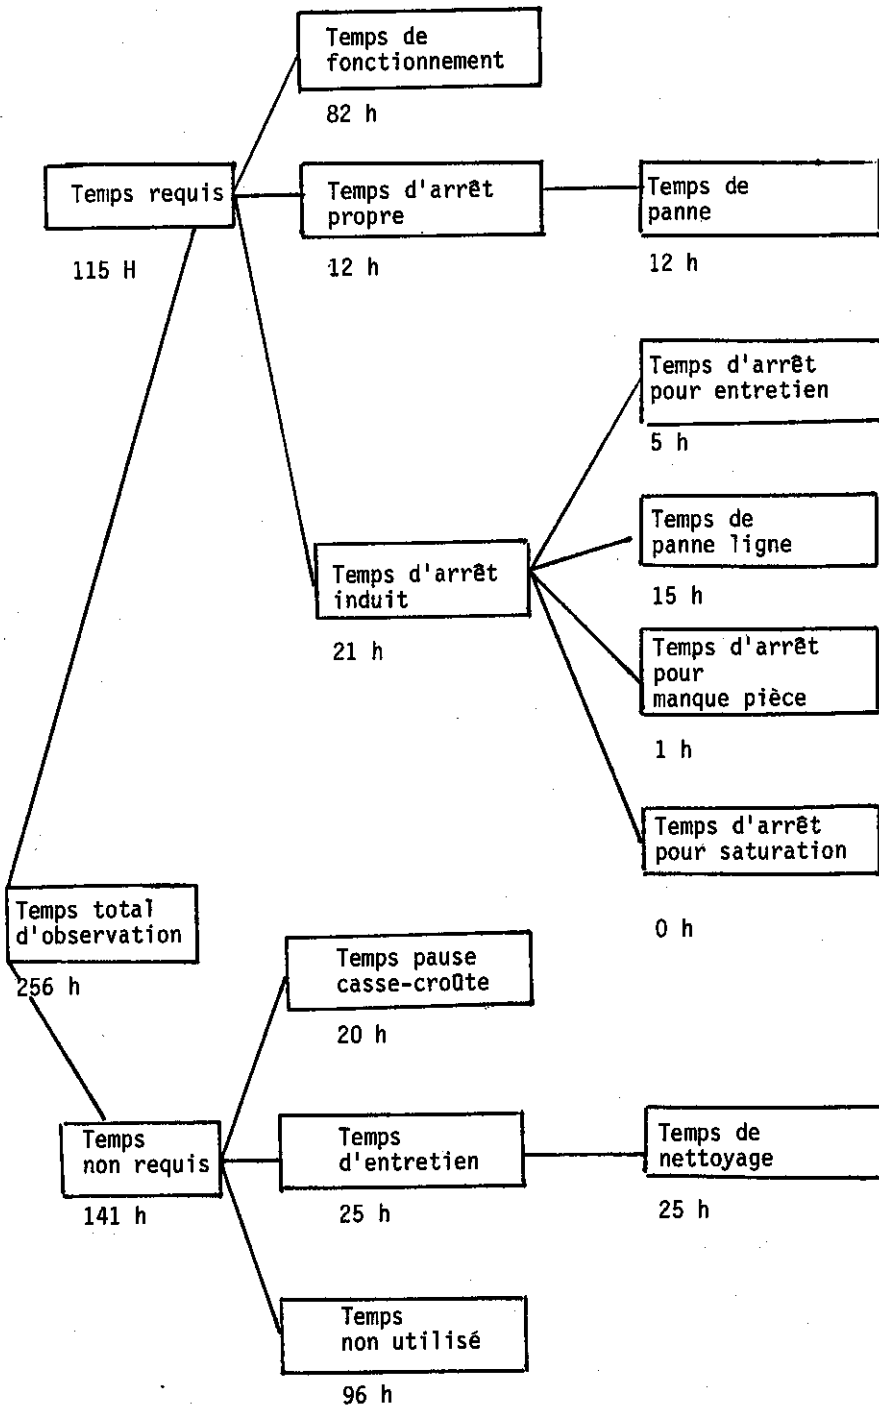 Temps de
fonctionnement
82 h
Temps requis
115 H
Temps d'arrêt
propre
12 h
Temps de
panne
12 h
Temps d'arrêt
pour entretien
5 h
Temps de
panne ligne
15 h
Temps d'arrêt
induit
21 h
Temps d'arrêt
pour
manque pièce
1 h
Temps d'arrêt
pour saturation
0 h
Temps total
d'observation
256 h
Temps pause
casse-croûte
20 h
Temps
non requis
141 h
Temps
d'entretien
25 h
Temps de
nettoyage
25 h
Temps
non utilisé
96 h